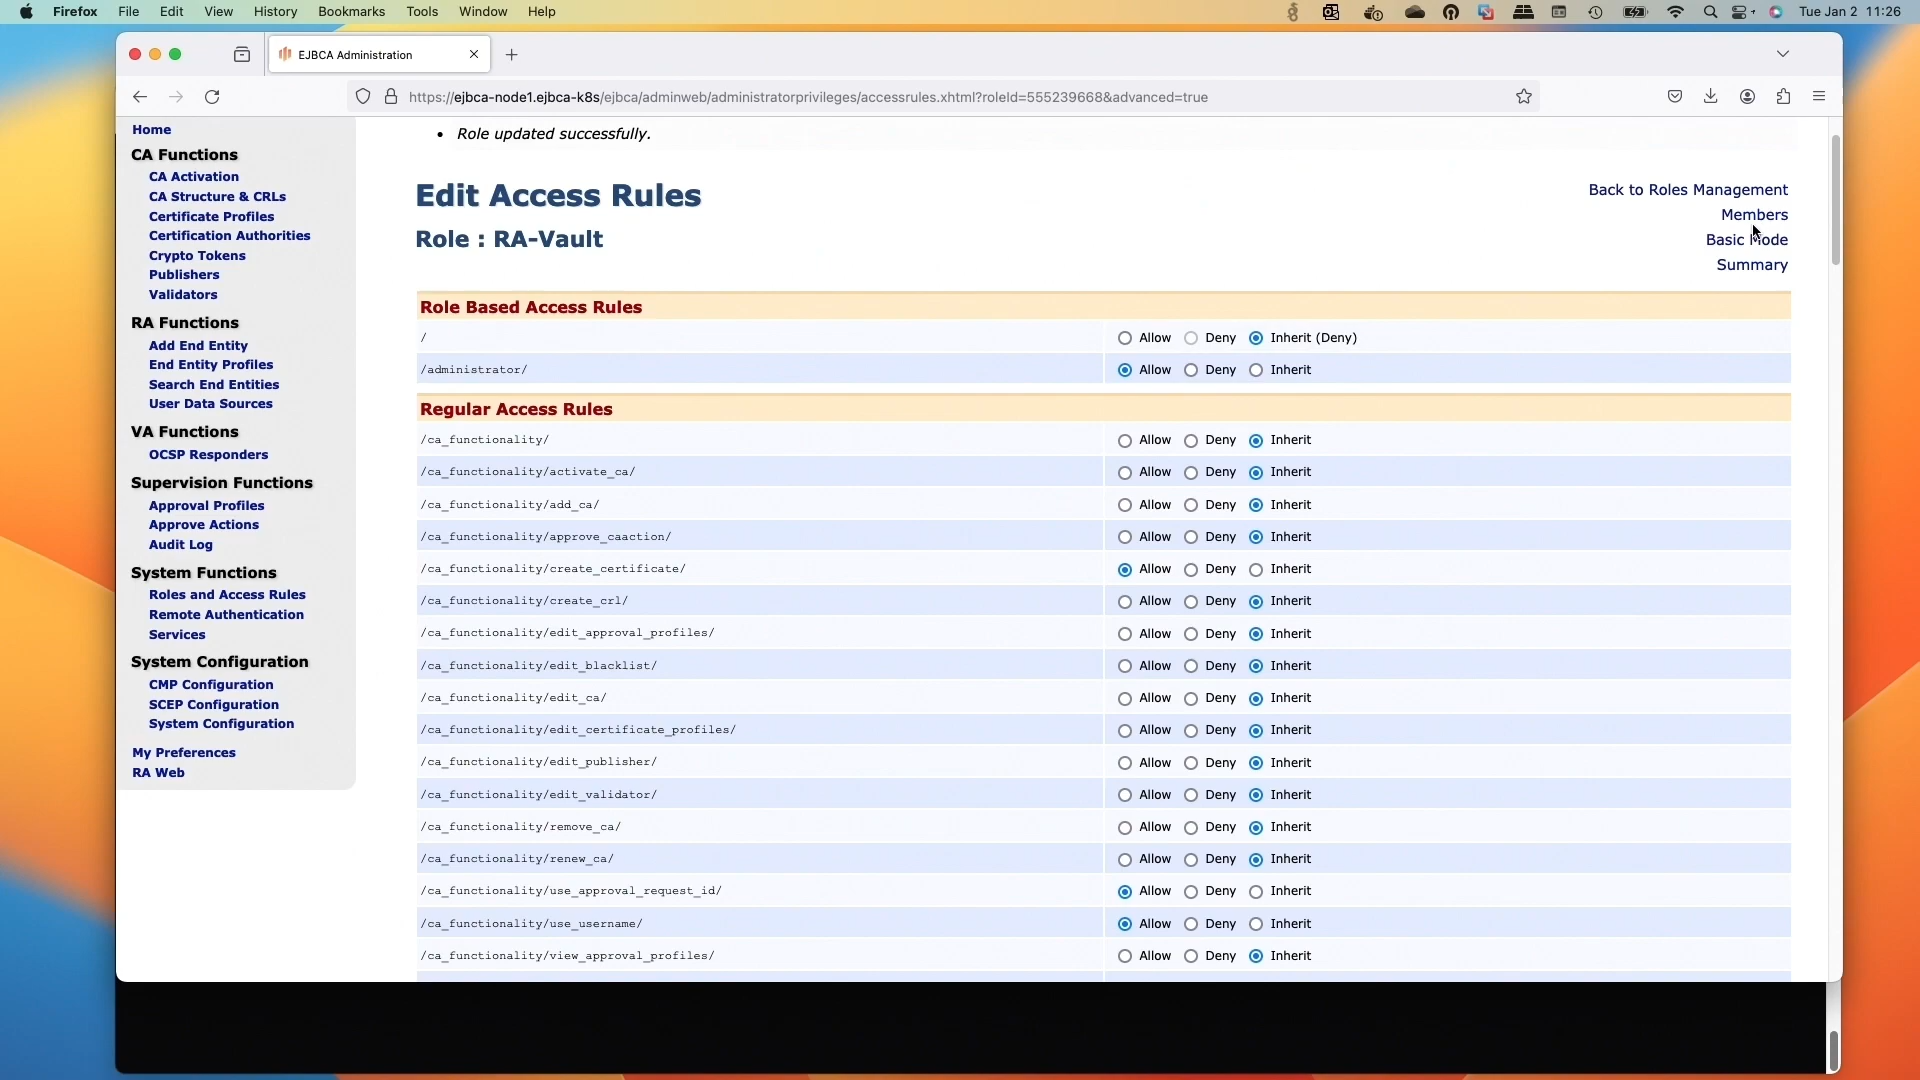 Firefox File Edit View History Bookmarks Tools Window Help Tue Jan 2 11:26
EJBCA Administration
https://ejbca-node1.ejbca-k8s/ejbca/adminweb/administratorprivileges/accessrules.xhtml?roleId=555239668&advanced=true
Home
CA Functions
CA Activation
CA Structure & CRLs
Certificate Profiles
Certification Authorities
Crypto Tokens
Publishers
Validators
RA Functions
Add End Entity
End Entity Profiles
Search End Entities
User Data Sources
VA Functions
OCSP Responders
Supervision Functions
Approval Profiles
Approve Actions
Audit Log
System Functions
Roles and Access Rules
Remote Authentication
Services
System Configuration
CMP Configuration
SCEP Configuration
System Configuration
My Preferences
RA Web
• Role updated successfully.
Edit Access Rules
Role : RA-Vault
Back to Roles Management
Members
Basic Mode
Summary
Role Based Access Rules
/ Allow Deny Inherit (Deny)
/administrator/ Allow Deny Inherit
Regular Access Rules
/ca_functionality/ Allow Deny Inherit
/ca_functionality/activate_ca/ Allow Deny Inherit
/ca_functionality/add_ca/ Allow Deny Inherit
/ca_functionality/approve_caaction/ Allow Deny Inherit
/ca_functionality/create_certificate/ Allow Deny Inherit
/ca_functionality/create_crl/ Allow Deny Inherit
/ca_functionality/edit_approval_profiles/ Allow Deny Inherit
/ca_functionality/edit_blacklist/ Allow Deny Inherit
/ca_functionality/edit_ca/ Allow Deny Inherit
/ca_functionality/edit_certificate_profiles/ Allow Deny Inherit
/ca_functionality/edit_publisher/ Allow Deny Inherit
/ca_functionality/edit_validator/ Allow Deny Inherit
/ca_functionality/remove_ca/ Allow Deny Inherit
/ca_functionality/renew_ca/ Allow Deny Inherit
/ca_functionality/use_approval_request_id/ Allow Deny Inherit
/ca_functionality/use_username/ Allow Deny Inherit
/ca_functionality/view_approval_profiles/ Allow Deny Inherit